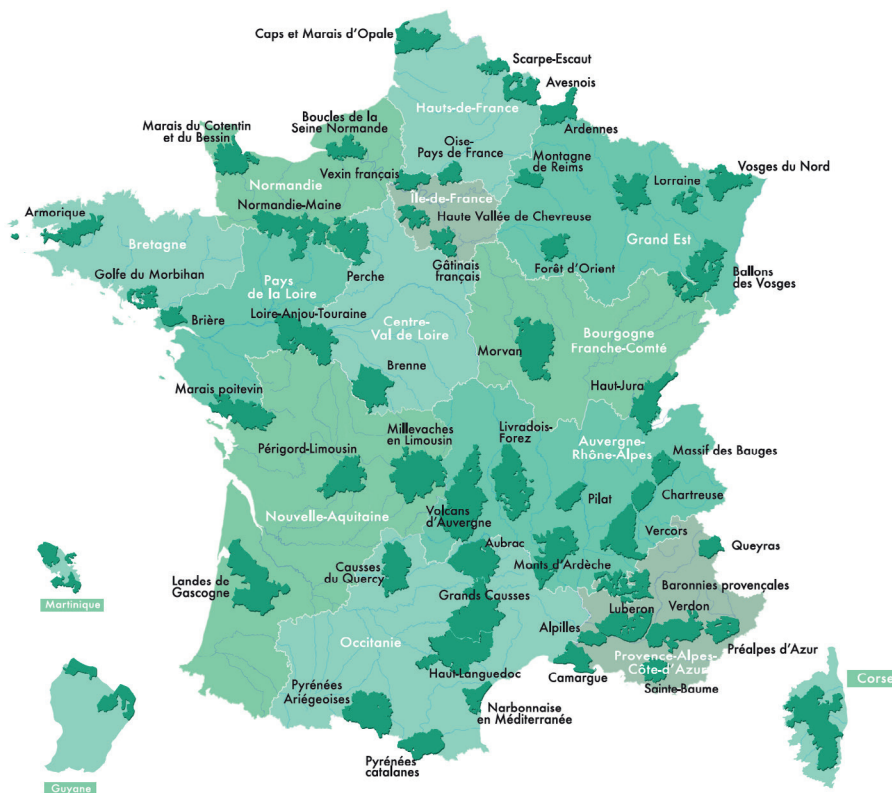 Caps et Marais d'Opale
Scarpe-Escaut
Avesnois
Hauts-de-France
Ardennes
Boucles de la
Seine Normande
Marais du Cotentin
et du Bessin
Oise-
Pays de France
Montagne
de Reims
Vosges du Nord
Vexin français
Lorraine
Normandie
Île-de-France
Normandie-Maine
Haute Vallée de Chevreuse
Armorique
Grand Est
Bretagne
Golfe du Morbihan
Perche
Gâtinais
français
Forêt d'Orient
Ballons
des Vosges
Pays
de la Loire
Brière
Loire-Anjou-Touraine
Centre-
Val de Loire
Bourgogne
Franche-Comté
Morvan
Brenne
Haut-Jura
Marais poitevin
Millevaches
en Limousin
Livradois-
Forez
Auvergne-
Rhône-Alpes
Massif des Bauges
Périgord-Limousin
Pilat
Chartreuse
Nouvelle-Aquitaine
Volcans
d'Auvergne
Vercors
Queyras
Aubrac
Monts d'Ardèche
Causses
du Quercy
Landes de
Gascogne
Baronnies provençales
Grands Causses
Luberon
Verdon
Martinique
Occitanie
Alpilles
Préalpes d'Azur
Provence-Alpes-
Côte-d'Azur
Haut-Languedoc
Camargue
Sainte-Baume
Corse
Pyrénées
Ariégeoises
Narbonnaise
en Méditerranée
Pyrénées
catalanes
Guyane